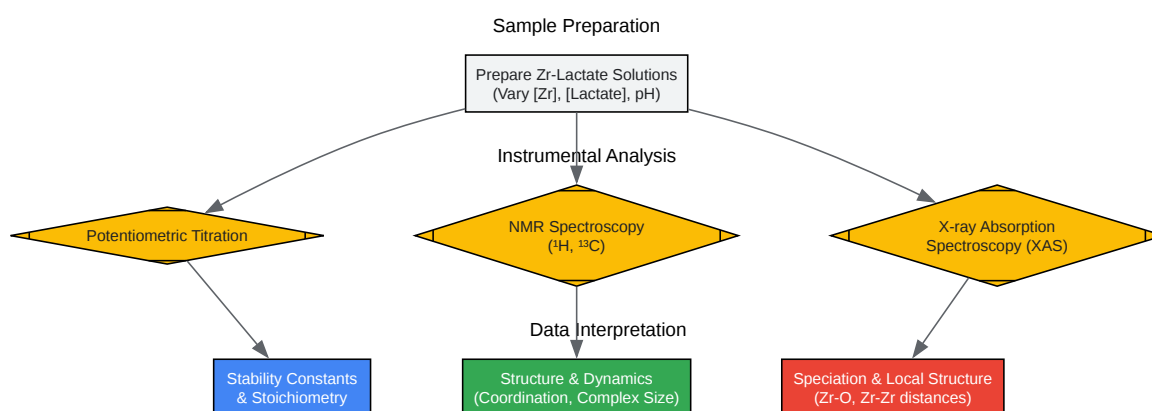 Sample Preparation
Prepare Zr-Lactate Solutions
(Vary [Zr], [Lactate], pH)
Instrumental Analysis
Potentiometric Titration
NMR Spectroscopy
(¹H, ¹³C)
X-ray Absorption
Spectroscopy (XAS)
Data Interpretation
Stability Constants
& Stoichiometry
Structure & Dynamics
(Coordination, Complex Size)
Speciation & Local Structure
(Zr-O, Zr-Zr distances)